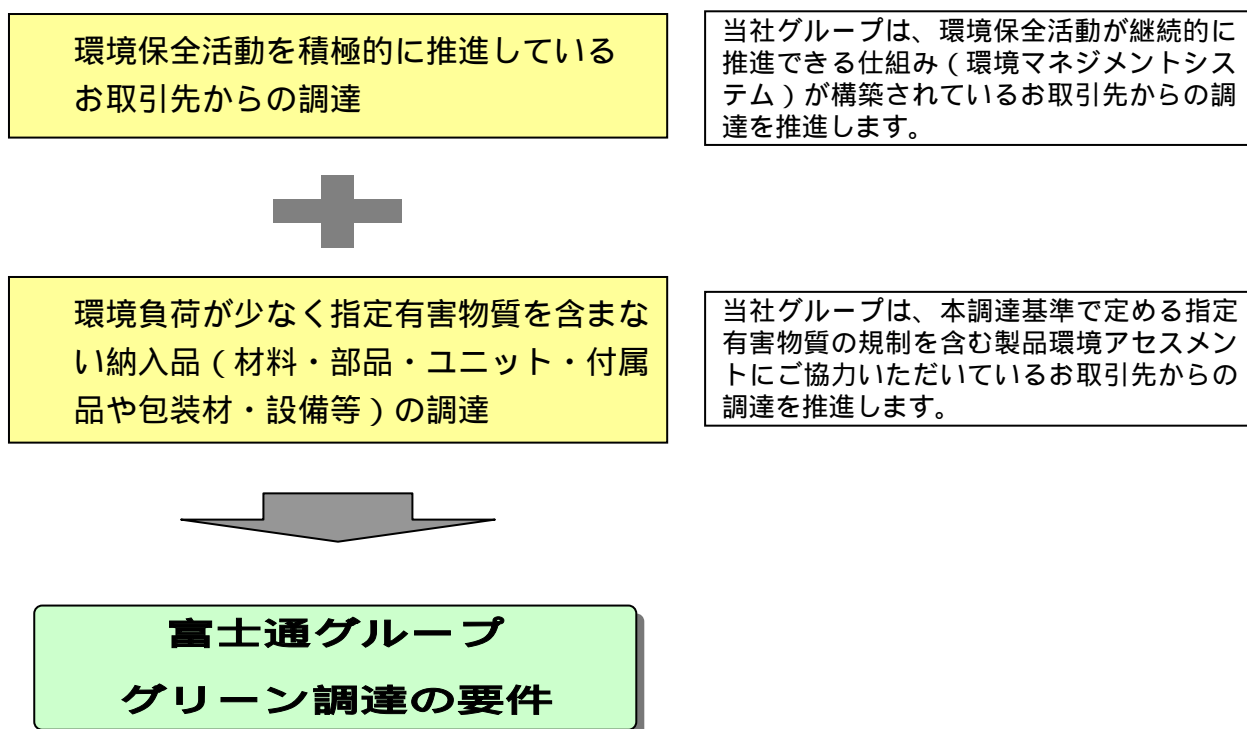 環境保全活動を積極的に推進している
お取引先からの調達
当社グループは、環境保全活動が継続的に
推進できる仕組み（環境マネジメントシス
テム）が構築されているお取引先からの調
達を推進します。
環境負荷が少なく指定有害物質を含まな
い納入品（材料・部品・ユニット・付属
品や包装材・設備等）の調達
当社グループは、本調達基準で定める指定
有害物質の規制を含む製品環境アセスメン
トにご協力いただいているお取引先からの
調達を推進します。
富士通グループ
グリーン調達の要件